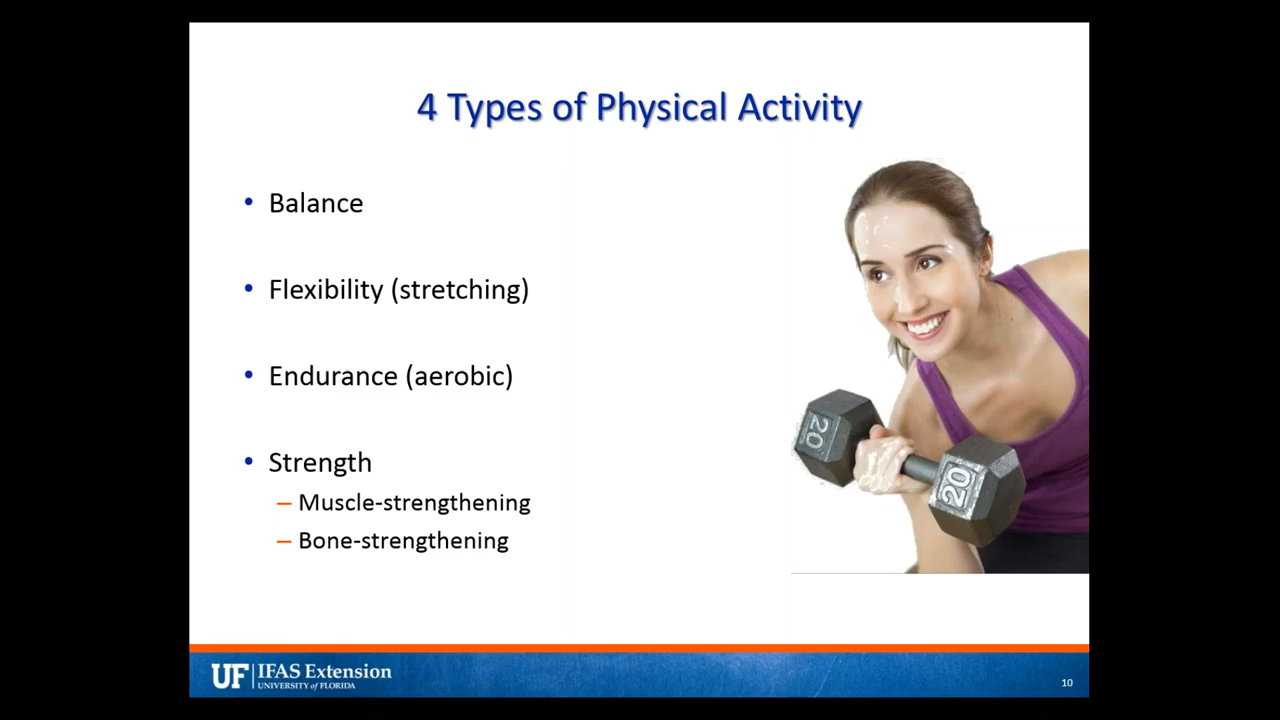 4 Types of Physical Activity
• Balance
• Flexibility (stretching)
• Endurance (aerobic)
• Strength
– Muscle-strengthening
– Bone-strengthening
20
20
UF IFAS Extension
UNIVERSITY of FLORIDA
10